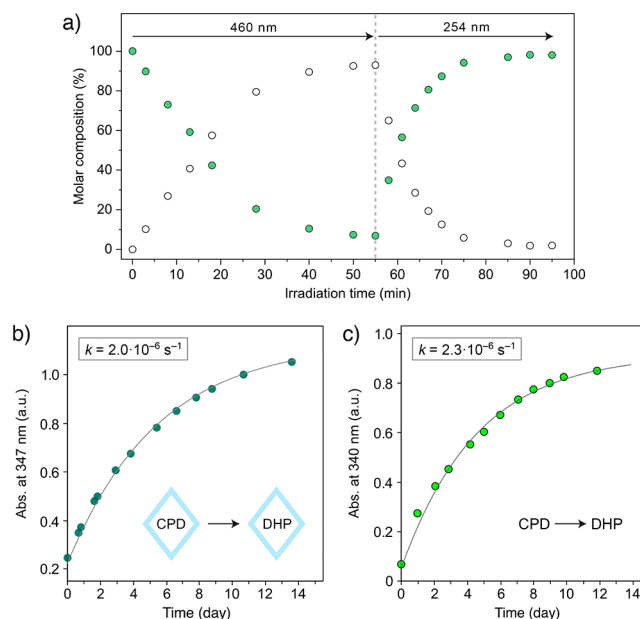 a)
460 nm
254 nm
Molar composition (%)
100
80
60
40
20
0
0 10 20 30 40 50 60 70 80 90 100
Irradiation time (min)
b)
k = 2.0·10⁻⁶ s⁻¹
Abs. at 347 nm (a.u.)
1.0
0.8
0.6
0.4
0.2
CPD
DHP
0 2 4 6 8 10 12 14
Time (day)
c)
k = 2.3·10⁻⁶ s⁻¹
Abs. at 340 nm (a.u.)
1.0
0.8
0.6
0.4
0.2
0.0
CPD
DHP
0 2 4 6 8 10 12 14
Time (day)